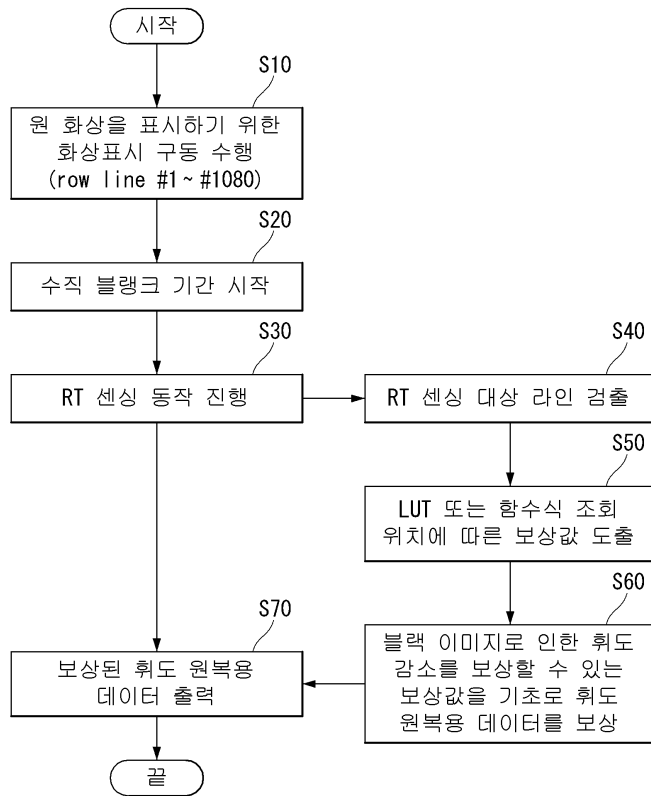 시작
S10
원 화상을 표시하기 위한
화상표시 구동 수행
(row line #1~#1080)
S20
수직 블랭크 기간 시작
S30
RT 센싱 동작 진행
S40
RT 센싱 대상 라인 검출
S50
LUT 또는 함수식 조회
위치에 따른 보상값 도출
S60
블랙 이미지로 인한 휘도
감소를 보상할 수 있는
보상값을 기초로 휘도
원복용 데이터를 보상
S70
보상된 휘도 원복용
데이터 출력
끝